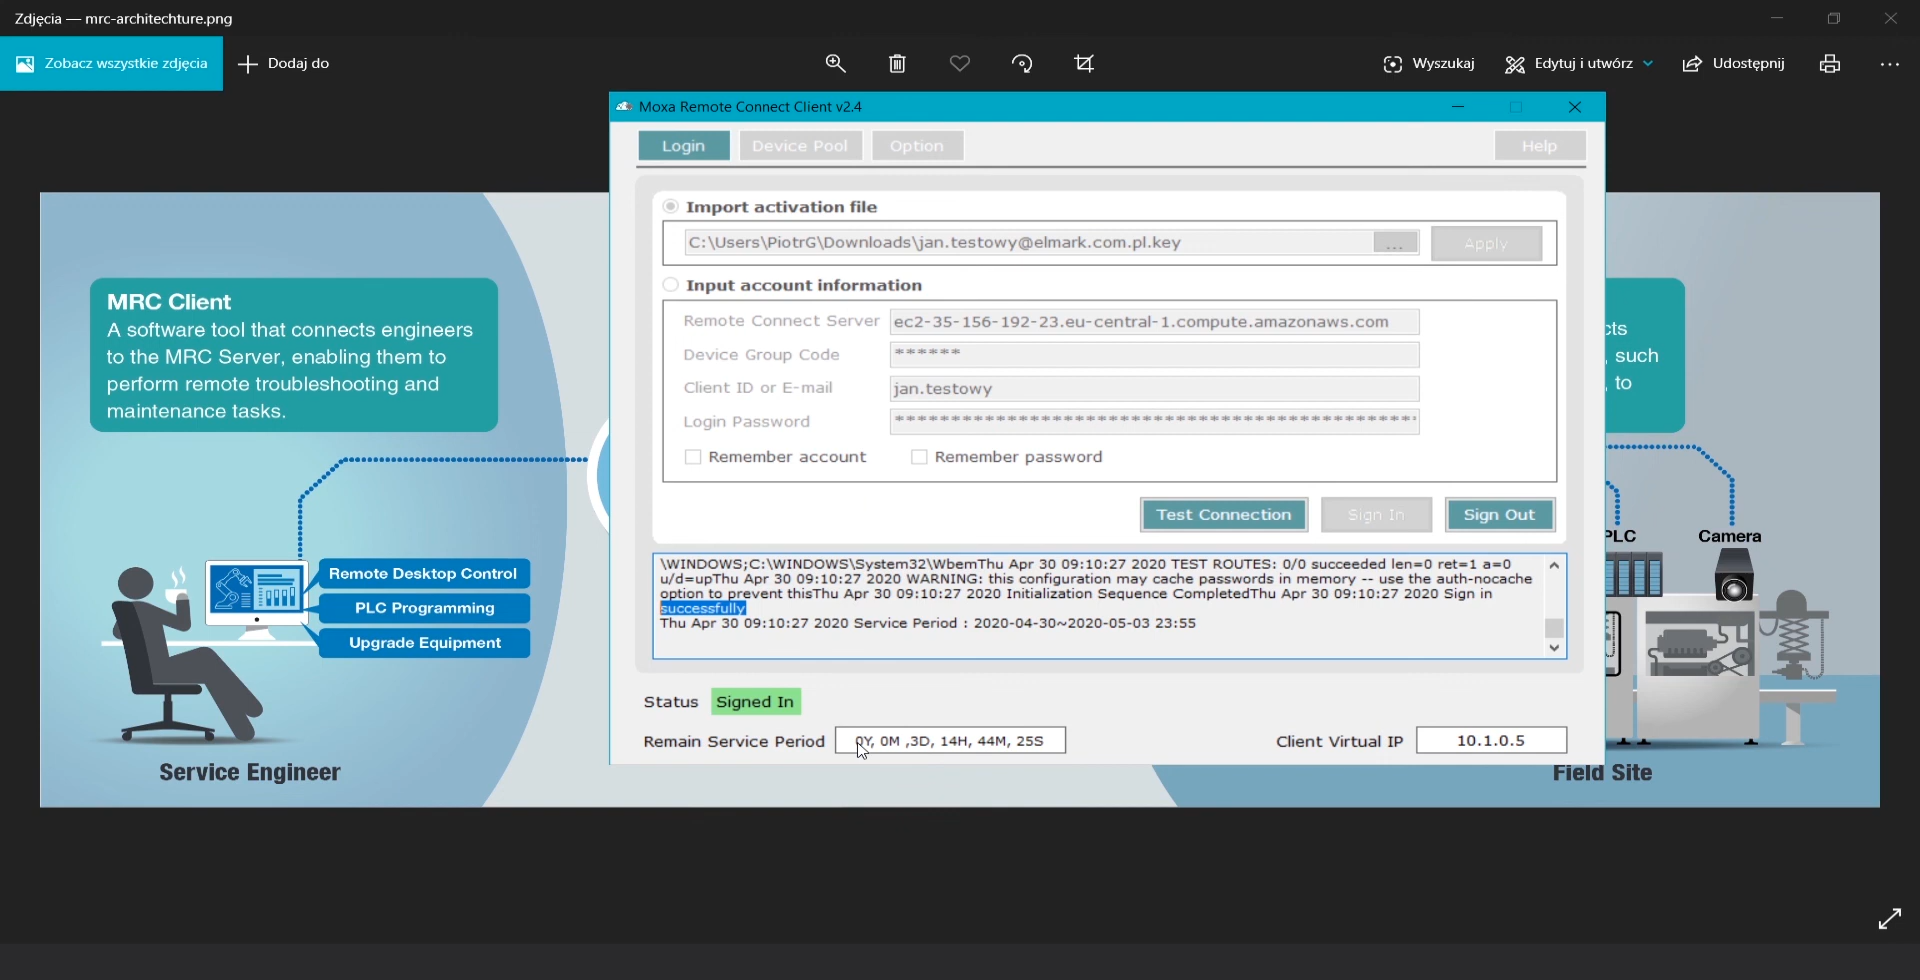 Zdjęcia — mrc-architechture.png
Zobacz wszystkie zdjęcia
Dodaj do
Wyszukaj
Edytuj i utwórz
Udostępnij
Moxa Remote Connect Client v2.4
Login
Device Pool
Option
Help
Import activation file
C:\Users\PiotrG\Downloads\jan.testowy@elmark.com.pl.key
...
Apply
Input account information
Remote Connect Server
ec2-35-156-192-23.eu-central-1.compute.amazonaws.com
Device Group Code
******
Client ID or E-mail
jan.testowy
Login Password
Remember account
Remember password
Test Connection
Sign In
Sign Out
\WINDOWS;C:\WINDOWS\System32\WbemThu Apr 30 09:10:27 2020 TEST ROUTES: 0/0 succeeded len=0 ret=1 a=0
u/d=upThu Apr 30 09:10:27 2020 WARNING: this configuration may cache passwords in memory -- use the auth-nocache
option to prevent thisThu Apr 30 09:10:27 2020 Initialization Sequence CompletedThu Apr 30 09:10:27 2020 Sign in
successfully
Thu Apr 30 09:10:27 2020 Service Period : 2020-04-30~2020-05-03 23:55
Status
Signed In
Remain Service Period
0Y, 0M ,3D, 14H, 44M, 25S
Client Virtual IP
10.1.0.5
MRC Client
A software tool that connects engineers
to the MRC Server, enabling them to
perform remote troubleshooting and
maintenance tasks.
Remote Desktop Control
PLC Programming
Upgrade Equipment
Service Engineer
cts
, such
, to
PLC
Camera
Field Site